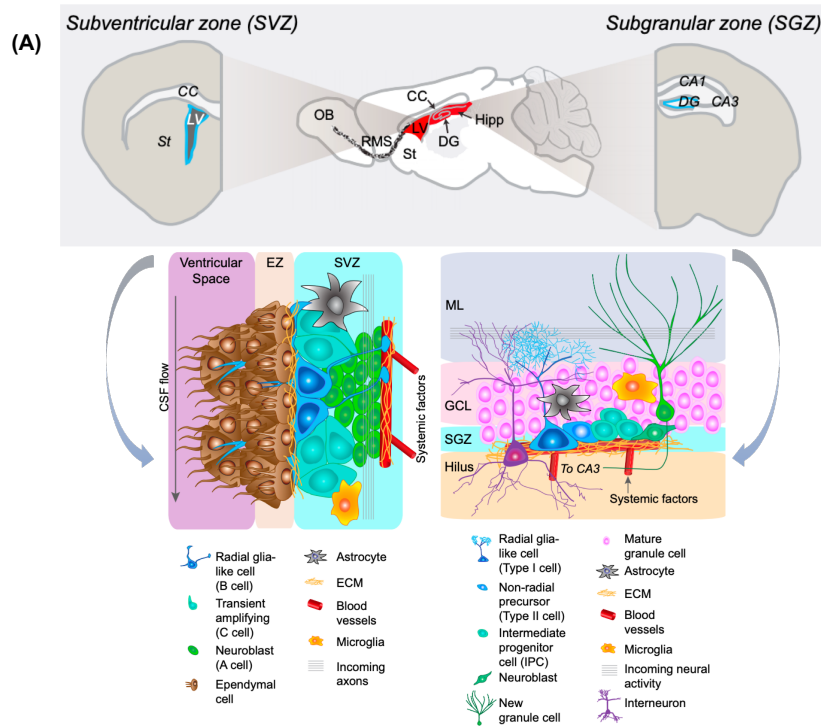 (A)
Subventricular zone (SVZ)
Subgranular zone (SGZ)
CC
LV
St
OB
RMS
CC
LV
St
DG
Hipp
CA1
DG
CA3
Ventricular
Space
EZ
SVZ
CSF flow
Systemic factors
ML
GCL
SGZ
Hilus
To CA3
Systemic factors
Radial glia-
like cell
(B cell)
Transient
amplifying
(C cell)
Neuroblast
(A cell)
Ependymal
cell
Astrocyte
ECM
Blood
vessels
Microglia
Incoming
axons
Radial glia-
like cell
(Type I cell)
Non-radial
precursor
(Type II cell)
Intermediate
progenitor
cell (IPC)
Neuroblast
New
granule cell
Mature
granule cell
Astrocyte
ECM
Blood
vessels
Microglia
Incoming neural
activity
Interneuron